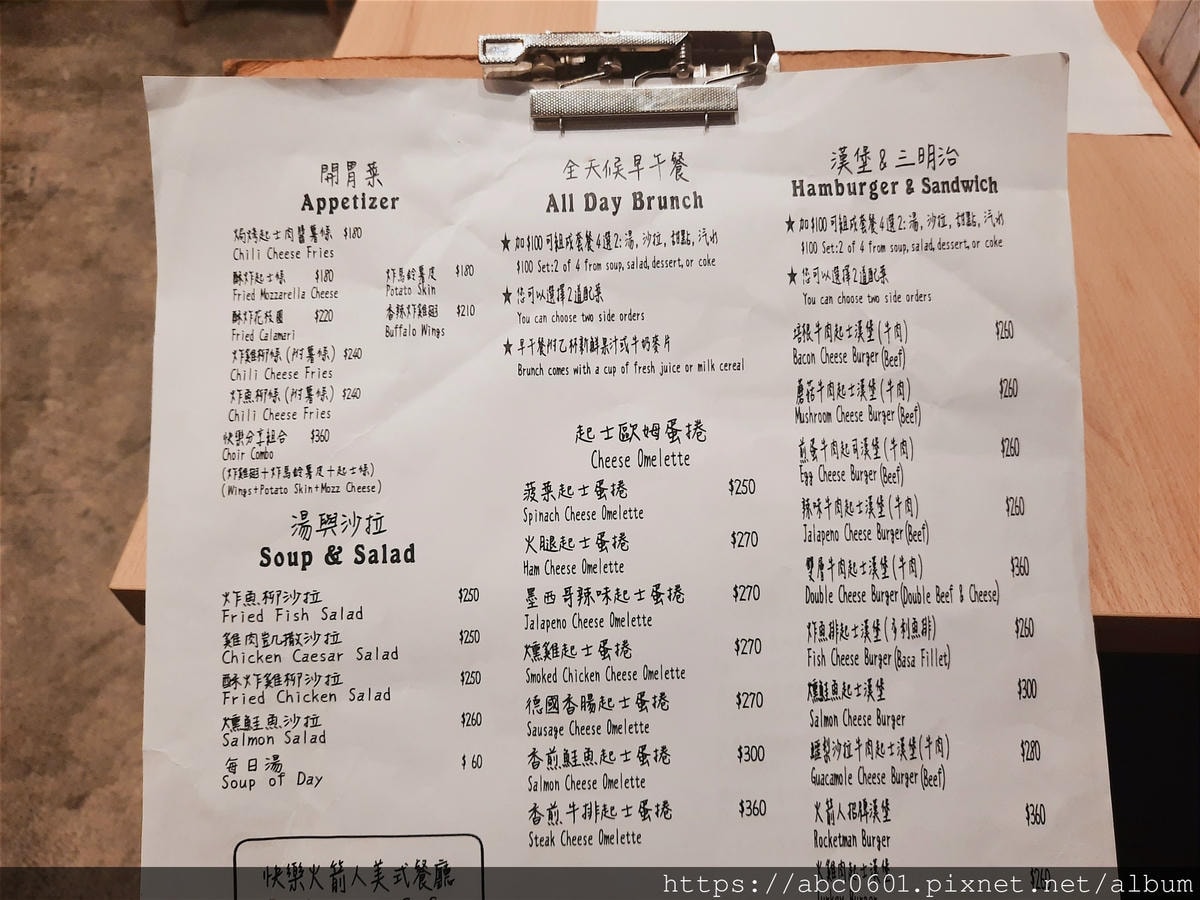 開胃菜
Appetizer
焗烤起士肉醬薯條 $180
Chili Cheese Fries
酥炸起士條 $180
Fried Mozzarella Cheese
炸馬鈴薯皮 $180
Potato Skin
酥炸花枝圈 $220
Fried Calamari
香辣炸雞翅 $210
Buffalo Wings
炸雞柳條(附薯條) $240
Chili Cheese Fries
炸魚柳條(附薯條) $240
Chili Cheese Fries
快樂分享組合 $360
Choir Combo
(炸雞翅+炸馬鈴薯皮+起士條)
(Wings+Potato Skin+Mozz Cheese)
湯與沙拉
Soup & Salad
炸魚柳沙拉 $250
Fried Fish Salad
雞肉凱撒沙拉 $250
Chicken Caesar Salad
酥炸雞柳沙拉 $250
Fried Chicken Salad
燻鮭魚沙拉 $260
Salmon Salad
每日湯 $ 60
Soup of Day
快樂火箭人美式餐廳
全天候早午餐
All Day Brunch
★ 加$100可組成套餐4選2:湯, 沙拉, 甜點, 汽水
$100 Set:2 of 4 from soup, salad, dessert, or coke
★ 您可以選擇2道配菜
You can choose two side orders
★ 早午餐附乙杯新鮮果汁或牛奶麥片
Brunch comes with a cup of fresh juice or milk cereal
起士歐姆蛋捲
Cheese Omelette
菠菜起士蛋捲 $250
Spinach Cheese Omelette
火腿起士蛋捲 $270
Ham Cheese Omelette
墨西哥辣味起士蛋捲 $270
Jalapeno Cheese Omelette
燻雞起士蛋捲 $270
Smoked Chicken Cheese Omelette
德國香腸起士蛋捲 $270
Sausage Cheese Omelette
香煎鮭魚起士蛋捲 $300
Salmon Cheese Omelette
香煎牛排起士蛋捲 $360
Steak Cheese Omelette
漢堡&三明治
Hamburger & Sandwich
★ 加$100可組成套餐4選2:湯, 沙拉, 甜點, 汽水
$100 Set:2 of 4 from soup, salad, dessert, or coke
★ 您可以選擇2道配菜
You can choose two side orders
培根牛肉起士漢堡(牛肉) $260
Bacon Cheese Burger(Beef)
蘑菇牛肉起士漢堡(牛肉) $260
Mushroom Cheese Burger(Beef)
煎蛋牛肉起司漢堡(牛肉) $260
Egg Cheese Burger(Beef)
辣味牛肉起士漢堡(牛肉) $260
Jalapeno Cheese Burger(Beef)
雙層牛肉起士漢堡(牛肉) $360
Double Cheese Burger(Double Beef & Cheese)
炸魚排起士漢堡(多利魚排) $260
Fish Cheese Burger(Basa Fillet)
燻鮭魚起士漢堡 $300
Salmon Cheese Burger
酪梨沙拉牛肉起士漢堡(牛肉) $280
Guacamole Cheese Burger(Beef)
火箭人招牌漢堡 $360
Rocketman Burger
火雞肉起士漢堡 $260
Turkey Burger
https://abc0601.pixnet.net/album